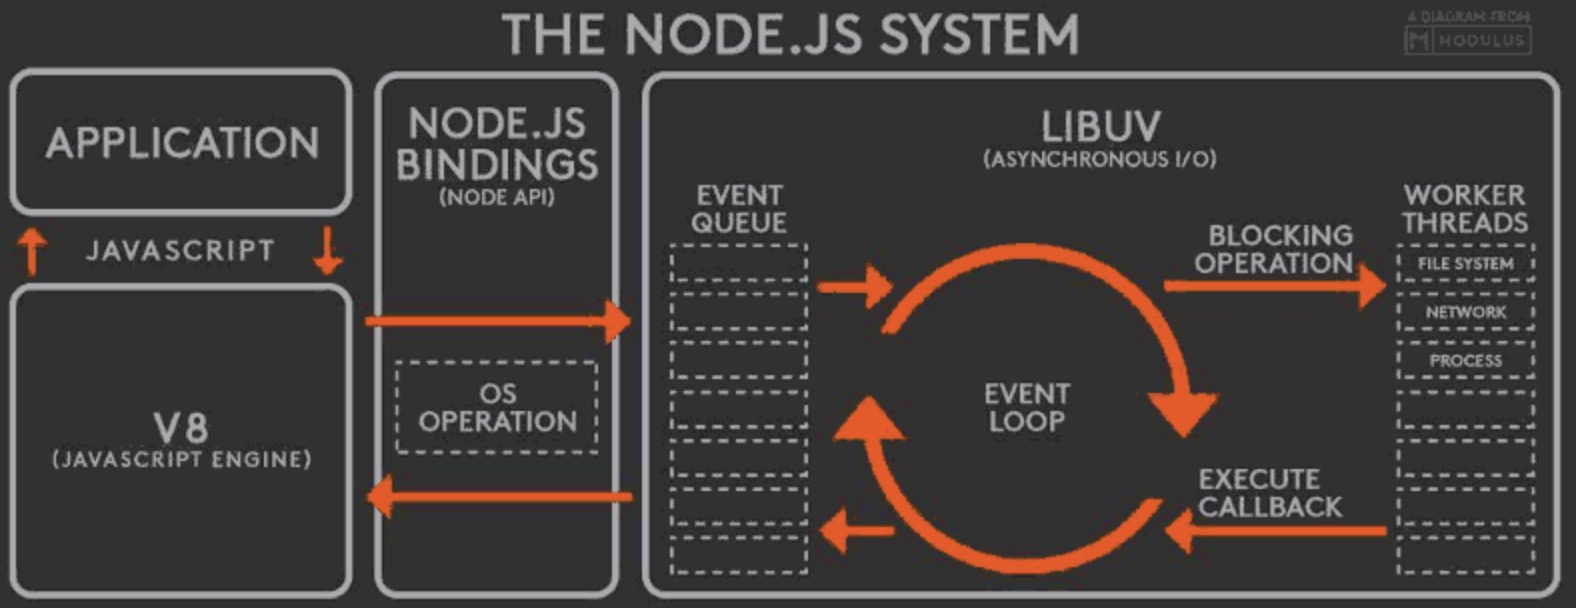 THE NODE.JS SYSTEM
A DIAGRAM FROM
MODULUS
APPLICATION
JAVASCRIPT
V8
(JAVASCRIPT ENGINE)
NODE.JS
BINDINGS
(NODE API)
OS
OPERATION
LIBUV
(ASYNCHRONOUS I/O)
EVENT
QUEUE
EVENT
LOOP
BLOCKING
OPERATION
EXECUTE
CALLBACK
WORKER
THREADS
FILE SYSTEM
NETWORK
PROCESS